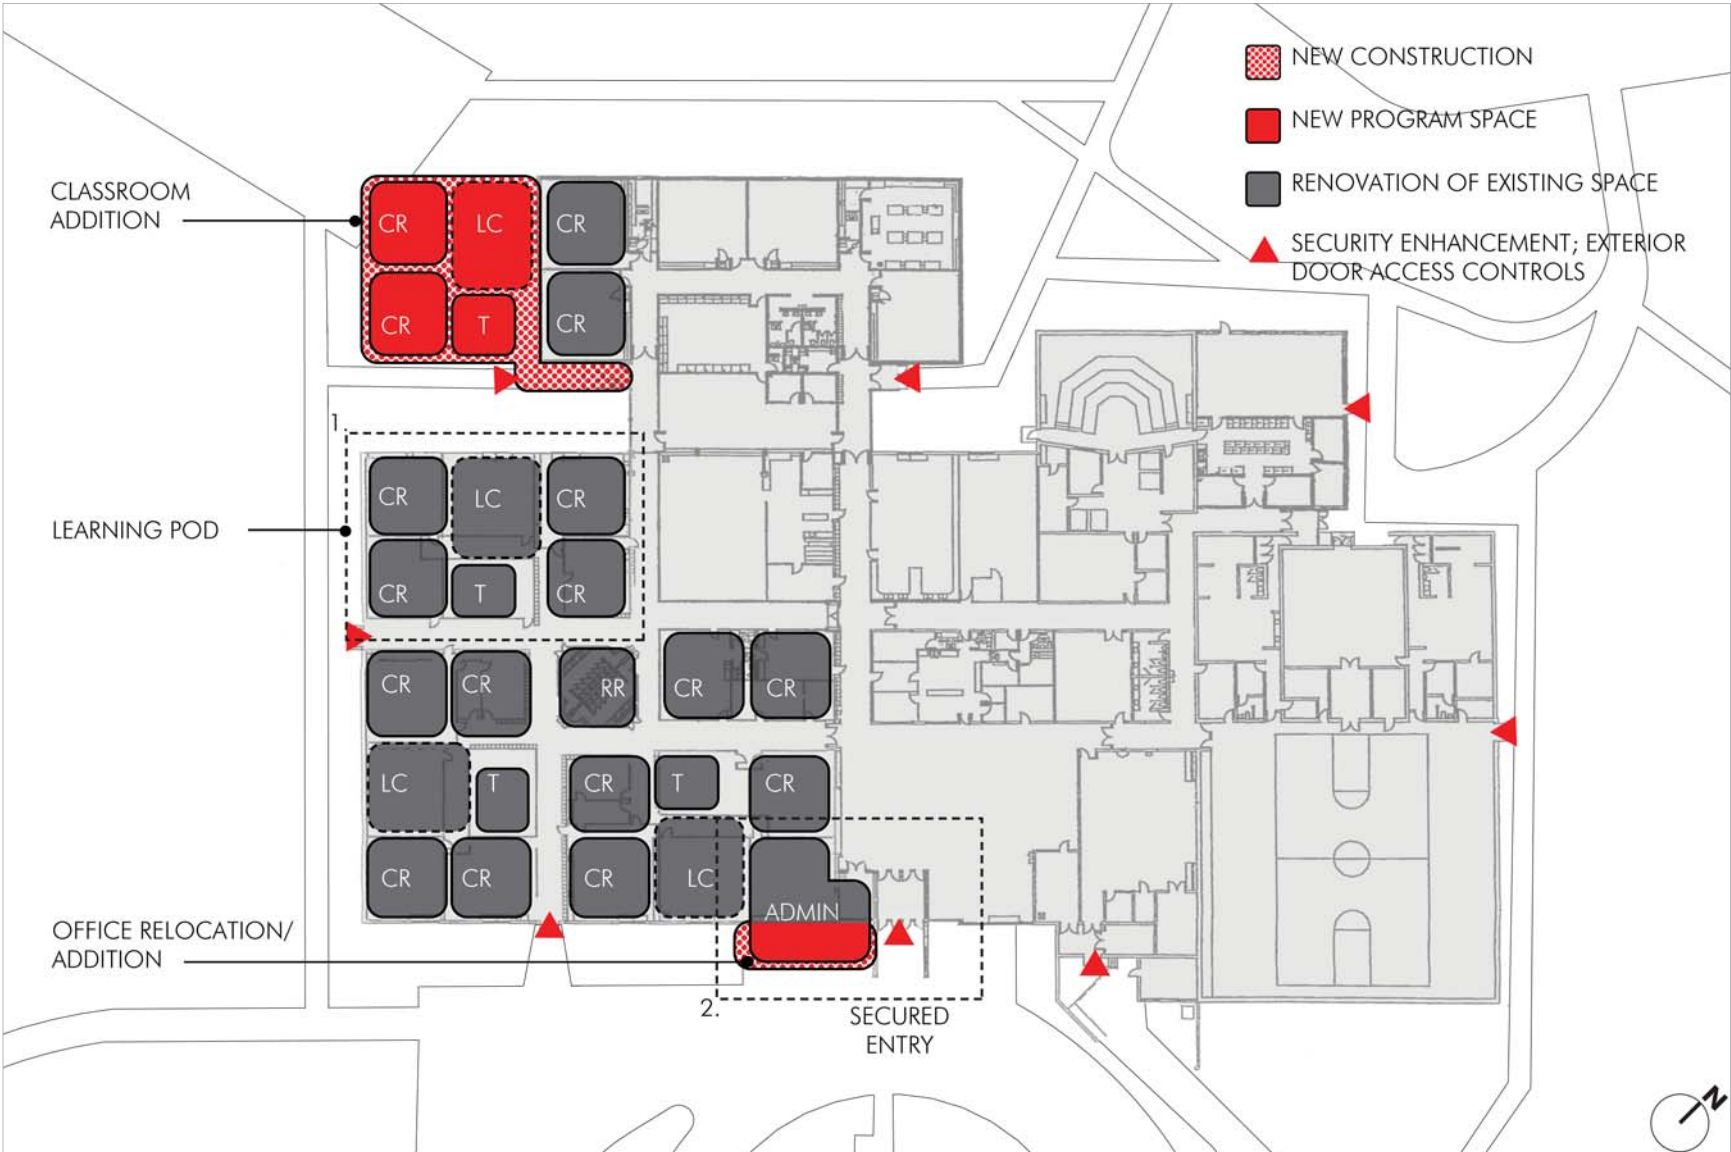 NEW CONSTRUCTION
NEW PROGRAM SPACE
RENOVATION OF EXISTING SPACE
SECURITY ENHANCEMENT; EXTERIOR
DOOR ACCESS CONTROLS
CLASSROOM
ADDITION
CR LC CR
CR T CR
1.
LEARNING POD
CR LC CR
CR T CR
CR CR RR CR CR
LC T CR T CR
CR CR CR LC
ADMIN
OFFICE RELOCATION/
ADDITION
2.
SECURED
ENTRY
N